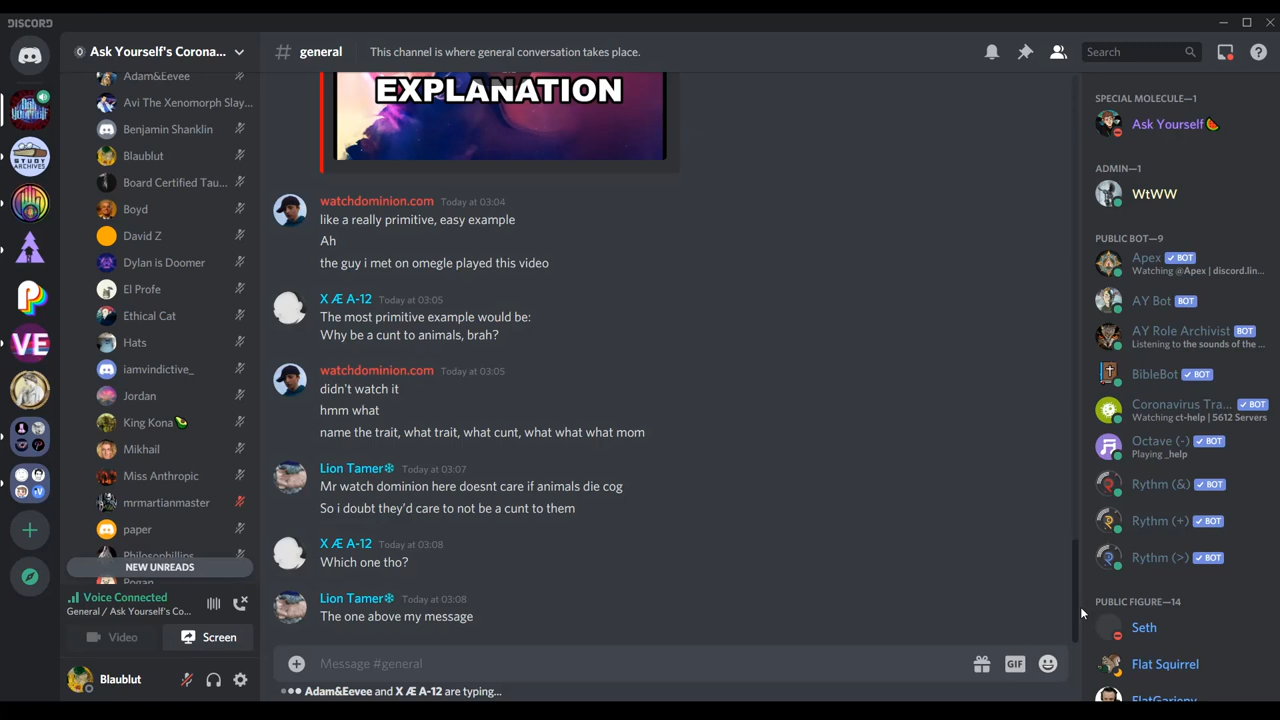 DISCORD
Ask Yourself's Corona...
# general
This channel is where general conversation takes place.
Search
Adam&Eevee
Avi The Xenomorph Slay...
Benjamin Shanklin
Blaublut
Board Certified Tau...
Boyd
David Z
Dylan is Doomer
El Profe
Ethical Cat
Hats
iamvindictive_
Jordan
King Kona🥑
Mikhail
Miss Anthropic
mrmartianmaster
paper
Philosophillips
Pogan
NEW UNREADS
Voice Connected
General / Ask Yourself's Co...
Video
Screen
Blaublut
STUDY
ARCHIVES
VE
EXPLANATION
watchdominion.com Today at 03:04
like a really primitive, easy example
Ah
the guy i met on omegle played this video
X Æ A-12 Today at 03:05
The most primitive example would be:
Why be a cunt to animals, brah?
watchdominion.com Today at 03:05
didn't watch it
hmm what
name the trait, what trait, what cunt, what what what mom
Lion Tamer❄ Today at 03:07
Mr watch dominion here doesnt care if animals die cog
So i doubt they'd care to not be a cunt to them
X Æ A-12 Today at 03:08
Which one tho?
Lion Tamer❄ Today at 03:08
The one above my message
Message #general
GIF
Adam&Eevee and X Æ A-12 are typing...
SPECIAL MOLECULE—1
Ask Yourself🍉
ADMIN—1
WtWW
PUBLIC BOT—9
Apex ✓ BOT
Watching @Apex | discord.lin...
AY Bot BOT
AY Role Archivist BOT
Listening to the sounds of the ...
BibleBot ✓ BOT
Coronavirus Tra... ✓ BOT
Watching ct-help | 5612 Servers
Octave (-) ✓ BOT
Playing _help
Rythm (&) ✓ BOT
Rythm (+) ✓ BOT
Rythm (>) ✓ BOT
PUBLIC FIGURE—14
Seth
Flat Squirrel
FlatGarieny